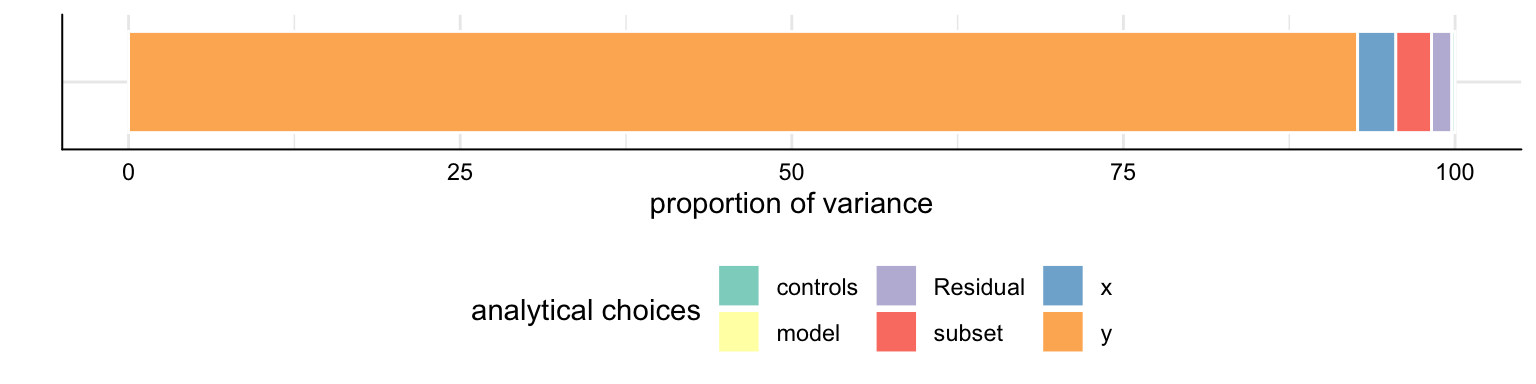 0 25 50 75 100
proportion of variance
analytical choices
controls Residual x
model subset y